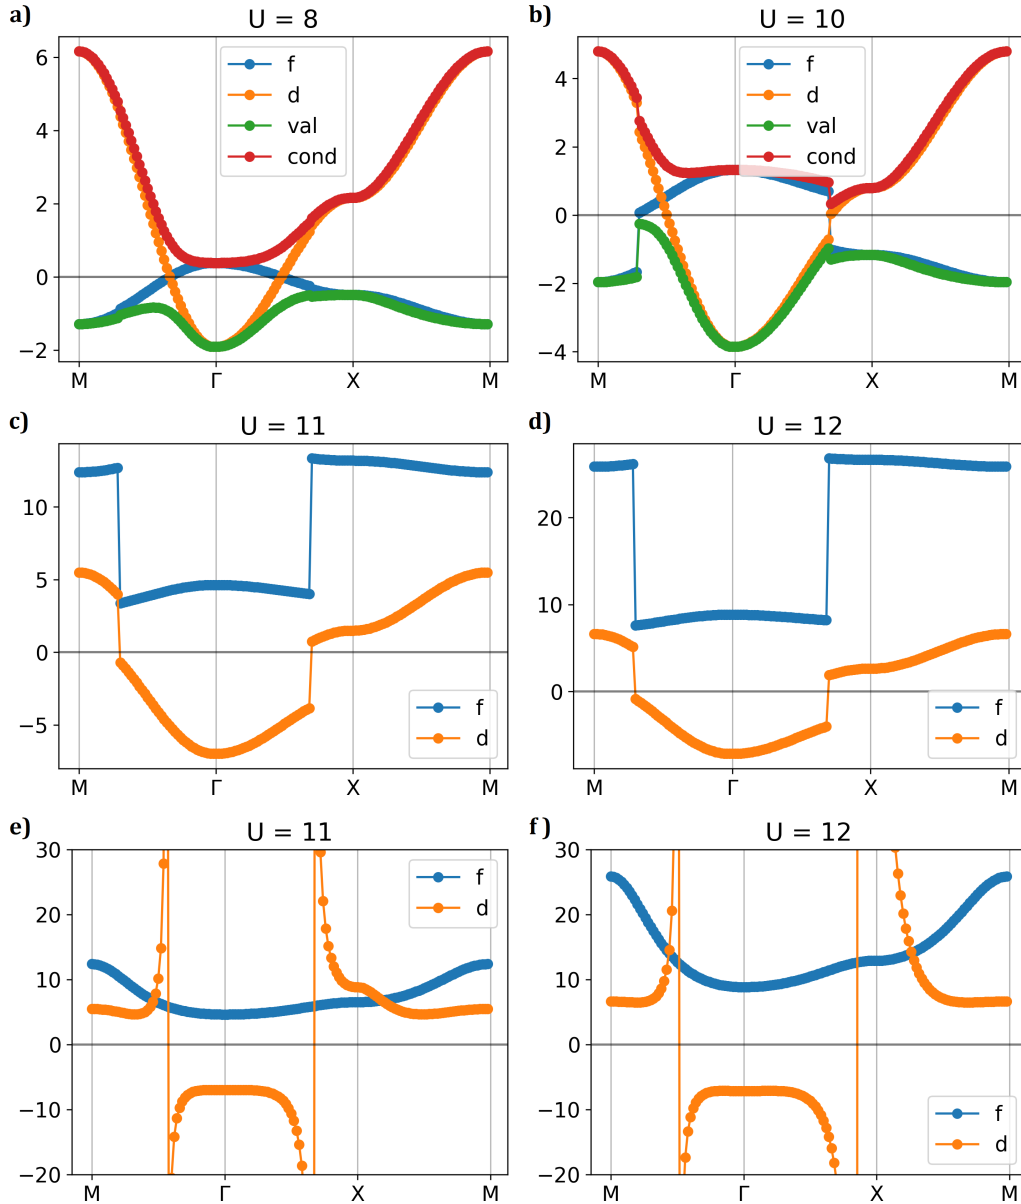 a)
U = 8
6
4
2
0
−2
M
Γ
X
M
f
d
val
cond
b)
U = 10
4
2
0
−2
−4
M
Γ
X
M
f
d
val
cond
c)
U = 11
10
5
0
−5
M
Γ
X
M
f
d
d)
U = 12
20
10
0
M
Γ
X
M
f
d
e)
U = 11
30
20
10
0
−10
−20
M
Γ
X
M
f
d
f )
U = 12
30
20
10
0
−10
−20
M
Γ
X
M
f
d